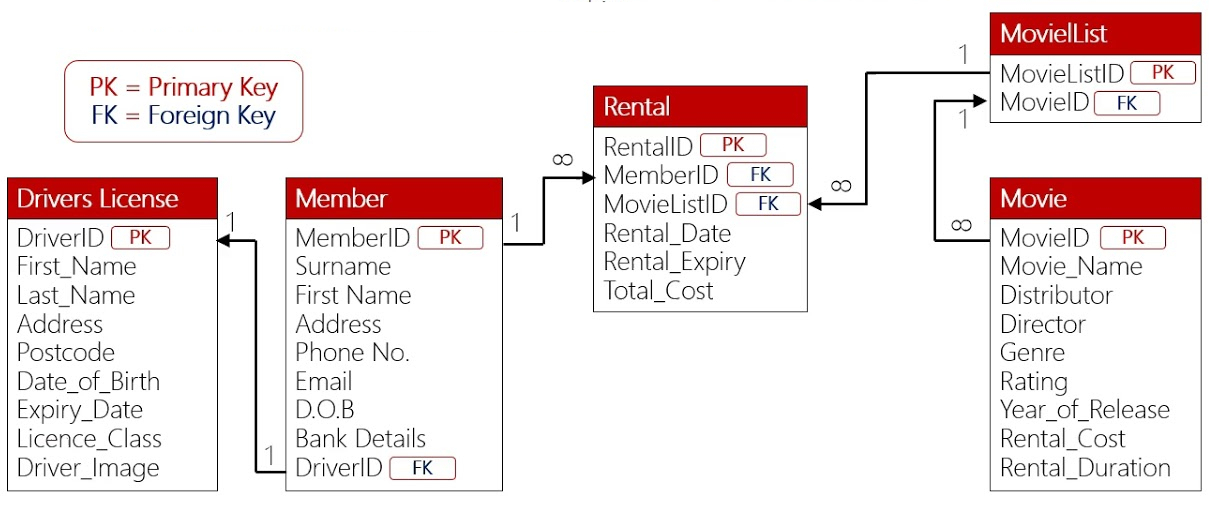 PK = Primary Key
FK = Foreign Key
Drivers License
DriverID PK
First_Name
Last_Name
Address
Postcode
Date_of_Birth
Expiry_Date
Licence_Class
Driver_Image
1
1
Member
MemberID PK
Surname
First Name
Address
Phone No.
Email
D.O.B
Bank Details
DriverID FK
1
∞
Rental
RentalID PK
MemberID FK
MovieListID FK
Rental_Date
Rental_Expiry
Total_Cost
∞
1
MovielList
MovieListID PK
MovieID FK
1
∞
Movie
MovieID PK
Movie_Name
Distributor
Director
Genre
Rating
Year_of_Release
Rental_Cost
Rental_Duration